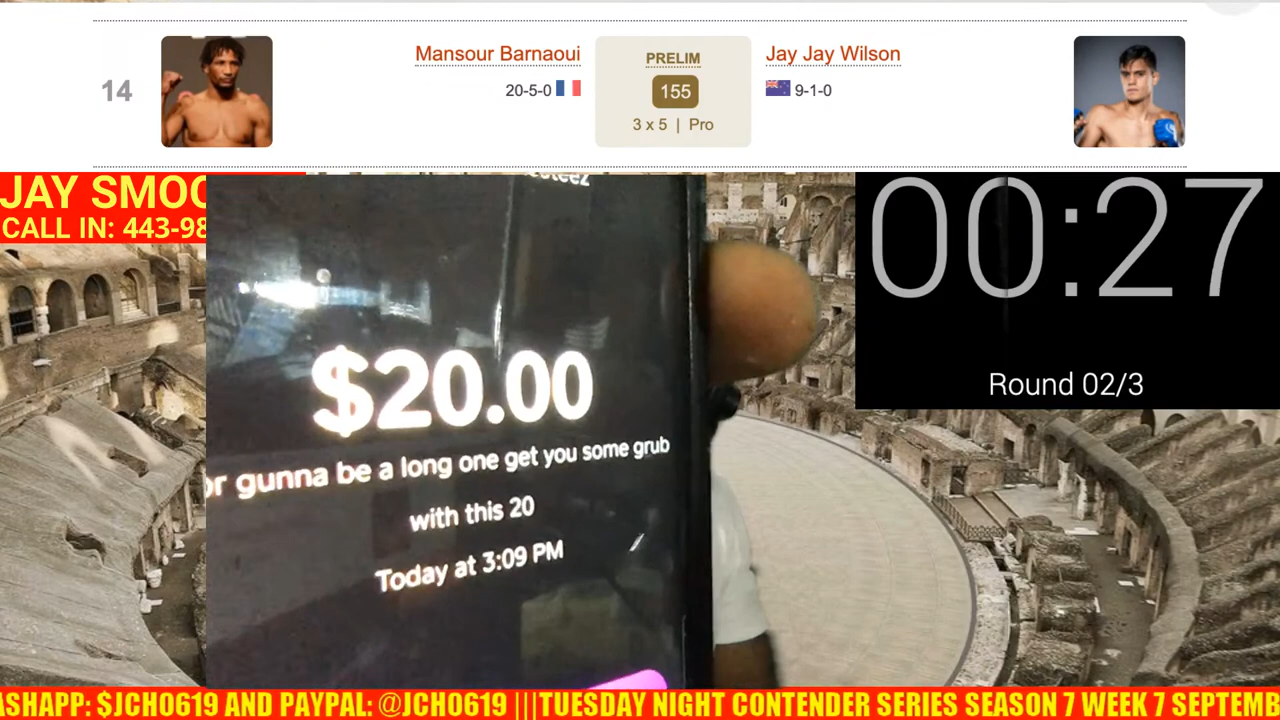 14
Mansour Barnaoui
20-5-0
PRELIM
155
3 x 5 | Pro
Jay Jay Wilson
9-1-0
JAY SMOO
CALL IN: 443-98
00:27
Round 02/3
$20.00
or gunna be a long one get you some grub
with this 20
Today at 3:09 PM
ASHAPP: $JCHO619 AND PAYPAL: @JCHO619 |||TUESDAY NIGHT CONTENDER SERIES SEASON 7 WEEK 7 SEPTEMB